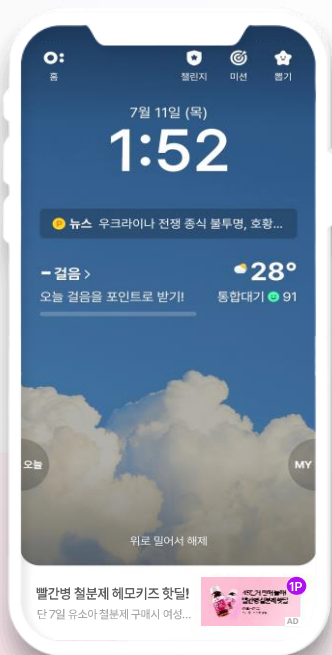 홈
챌린지 미션 뽑기
7월 11일 (목)
1:52
P 뉴스 우크라이나 전쟁 종식 불투명, 호황...
- 걸음 >
28°
오늘 걸음을 포인트로 받기!
통합대기 91
오늘
MY
위로 밀어서 해제
빨간병 철분제 헤모키즈 핫딜!
단 7일 유소아 철분제 구매시 여성...
1P
AD